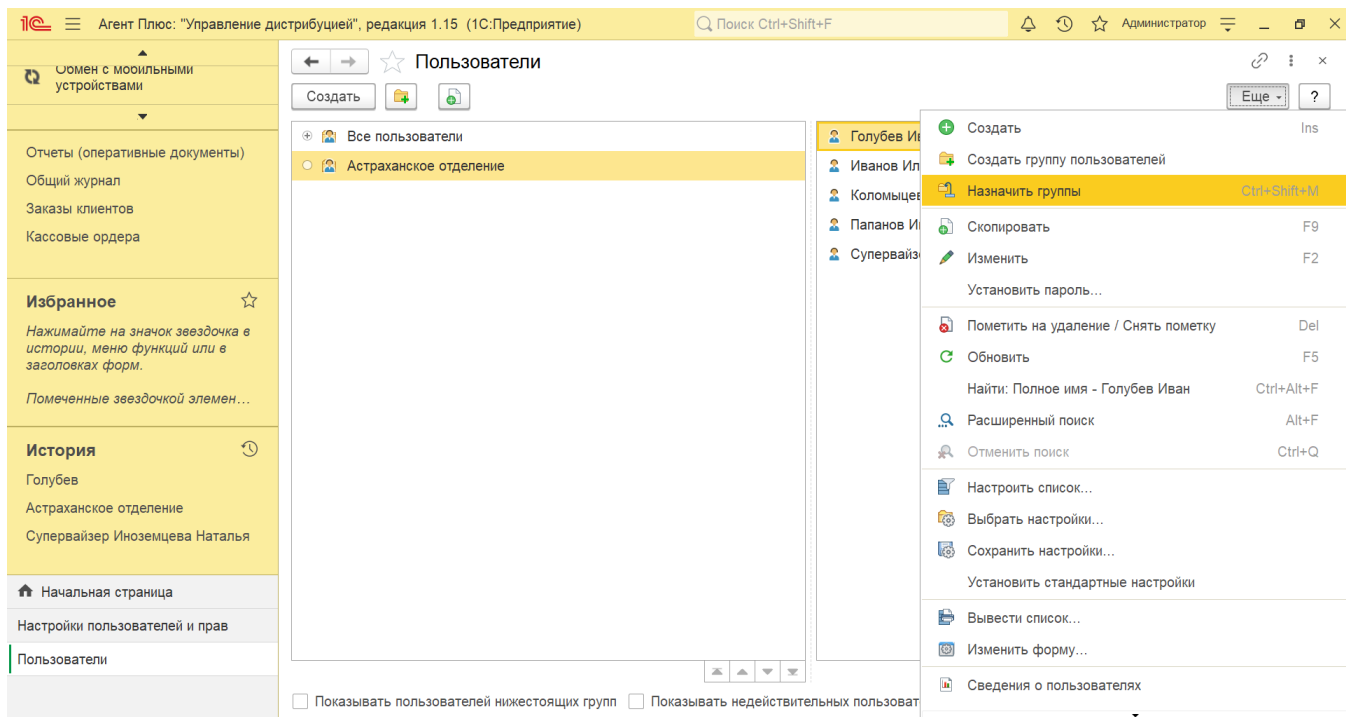 Агент Плюс: "Управление дистрибуцией", редакция 1.15 (1С:Предприятие)
Поиск Ctrl+Shift+F
Администратор
Обмен с мобильными
устройствами
Отчеты (оперативные документы)
Общий журнал
Заказы клиентов
Кассовые ордера
Избранное
Нажимайте на значок звездочка в
истории, меню функций или в
заголовках форм.
Помеченные звездочкой элемен...
История
Голубев
Астраханское отделение
Супервайзер Иноземцева Наталья
Начальная страница
Настройки пользователей и прав
Пользователи
Пользователи
Создать
Еще
?
Все пользователи
Астраханское отделение
Голубев Ив
Иванов Ил
Коломыцев
Папанов И
Супервайз
Создать Ins
Создать группу пользователей
Назначить группы Ctrl+Shift+M
Скопировать F9
Изменить F2
Установить пароль...
Пометить на удаление / Снять пометку Del
Обновить F5
Найти: Полное имя - Голубев Иван Ctrl+Alt+F
Расширенный поиск Alt+F
Отменить поиск Ctrl+Q
Настроить список...
Выбрать настройки...
Сохранить настройки...
Установить стандартные настройки
Вывести список...
Изменить форму...
Сведения о пользователях
Показывать пользователей нижестоящих групп
Показывать недействительных пользоват